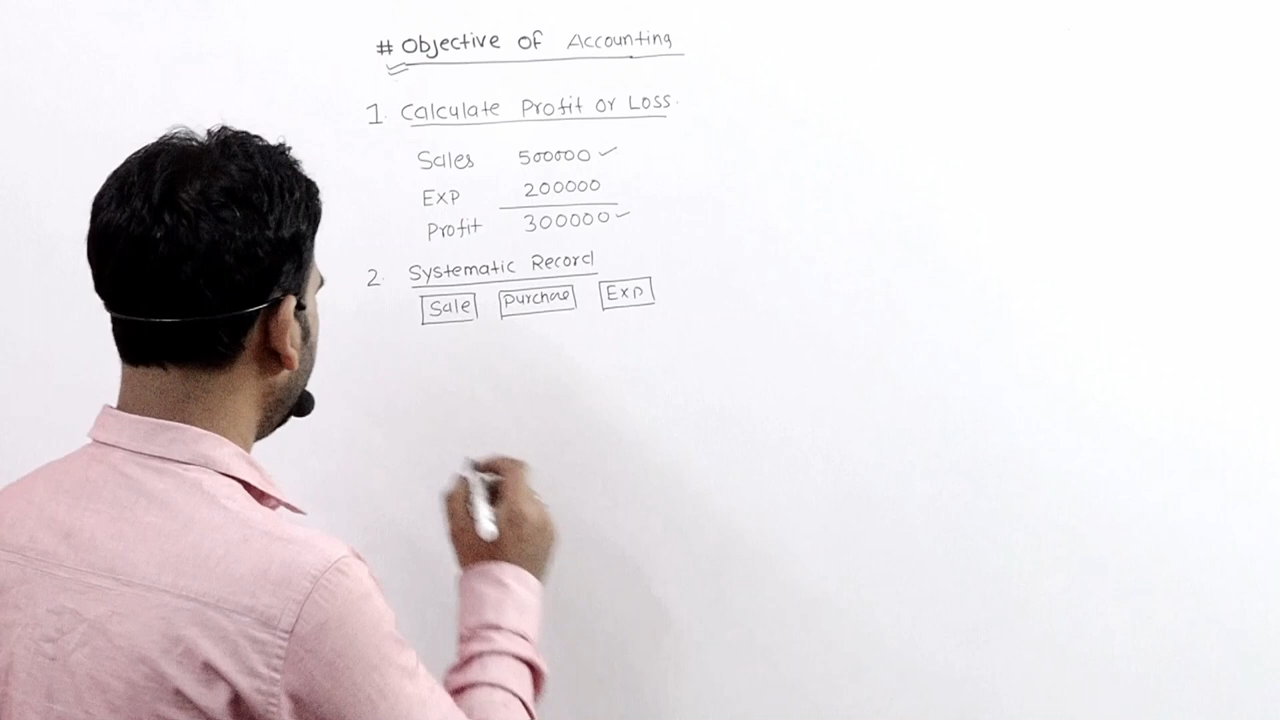 # Objective of Accounting
1. Calculate Profit or Loss.
Sales 500000 ✓
Exp 200000
Profit 300000 ✓
2. Systematic Record
Sale Purchase Exp